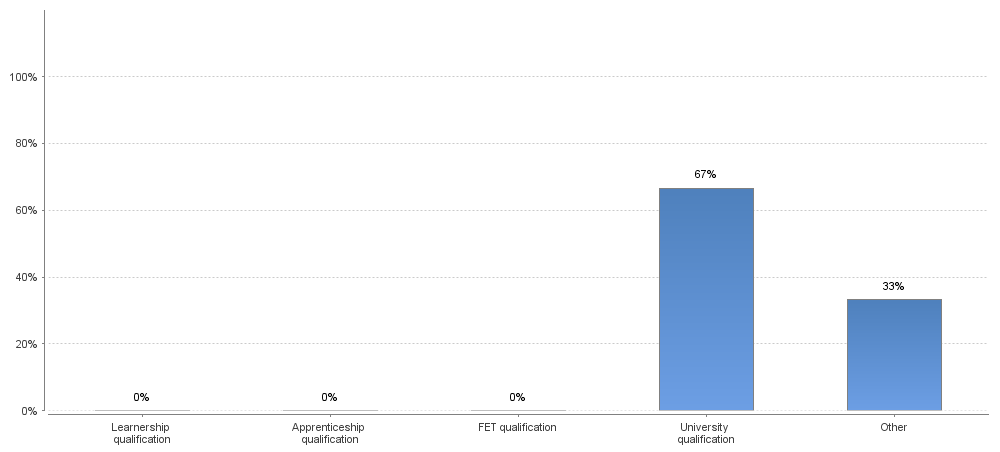 100%
80%
60%
40%
20%
0%
0%
0%
0%
67%
33%
Learnership
qualification
Apprenticeship
qualification
FET qualification
University
qualification
Other